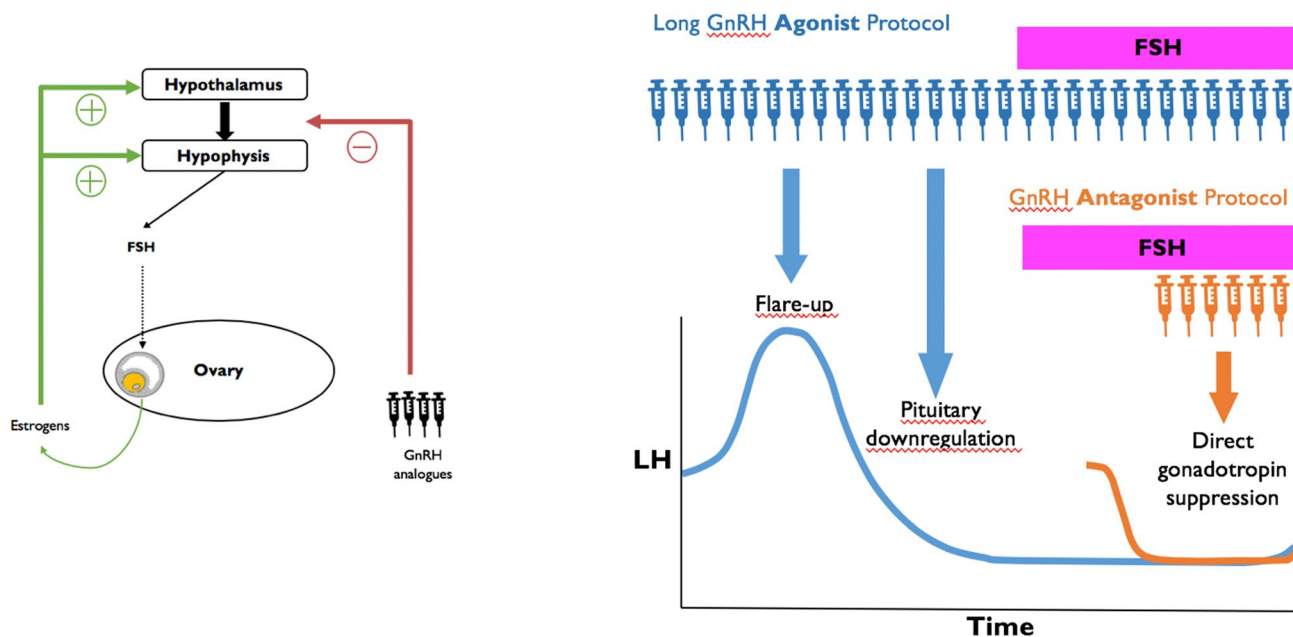 Hypothalamus
Hypophysis
FSH
Ovary
Estrogens
GnRH
analogues
Long GnRH Agonist Protocol
FSH
GnRH Antagonist Protocol
FSH
Flare-up
Pituitary
downregulation
Direct
gonadotropin
suppression
LH
Time